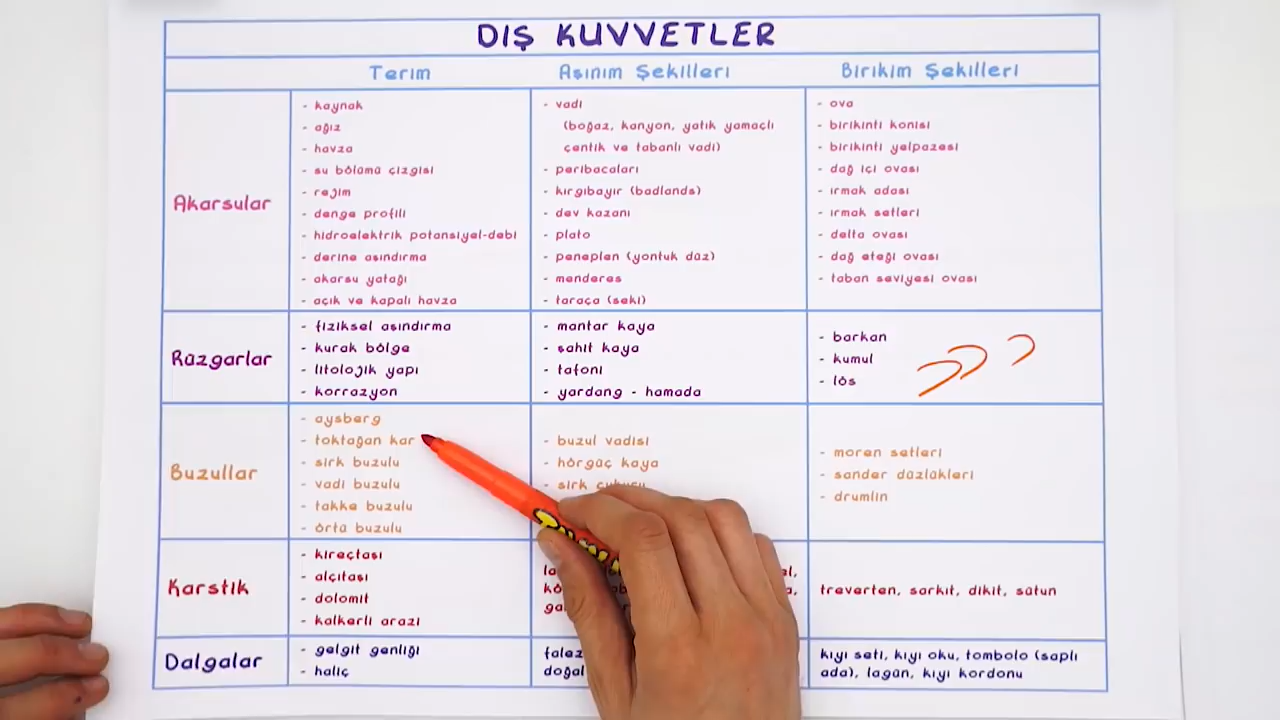 DIŞ KUVVETLER
Terim
Aşınım Şekilleri
Birikim Şekilleri
Akarsular
- kaynak
- ağız
- havza
- su bölümü çizgisi
- rejim
- denge profili
- hidroelektrik potansiyel-debi
- derine aşındırma
- akarsu yatağı
- açık ve kapalı havza
- vadi
(boğaz, kanyon, yatık yamaçlı
çentik ve tabanlı vadi)
- peribacaları
- kırgıbayır (badlands)
- dev kazanı
- plato
- peneplen (yontuk düz)
- menderes
- taraça (seki)
- ova
- birikinti konisi
- birikinti yelpazesi
- dağ içi ovası
- ırmak adası
- ırmak setleri
- delta ovası
- dağ eteği ovası
- taban seviyesi ovası
Rüzgarlar
- fiziksel aşındırma
- kurak bölge
- litolojik yapı
- korrazyon
- mantar kaya
- şahit kaya
- tafoni
- yardang - hamada
- barkan
- kumul
- lös
Buzullar
- aysberg
- toktağan kar
- sirk buzulu
- vadi buzulu
- takke buzulu
- örtü buzulu
- buzul vadisi
- hörgüç kaya
- sirk çukuru
- moren setleri
- sander düzlükleri
- drumlin
Karstik
- kireçtaşı
- alçıtaşı
- dolomit
- kalkerli arazi
treverten, sarkıt, dikit, sütun
Dalgalar
- gelgit genliği
- haliç
falez
doğal
kıyı seti, kıyı oku, tombolo (saplı
ada), lagün, kıyı kordonu